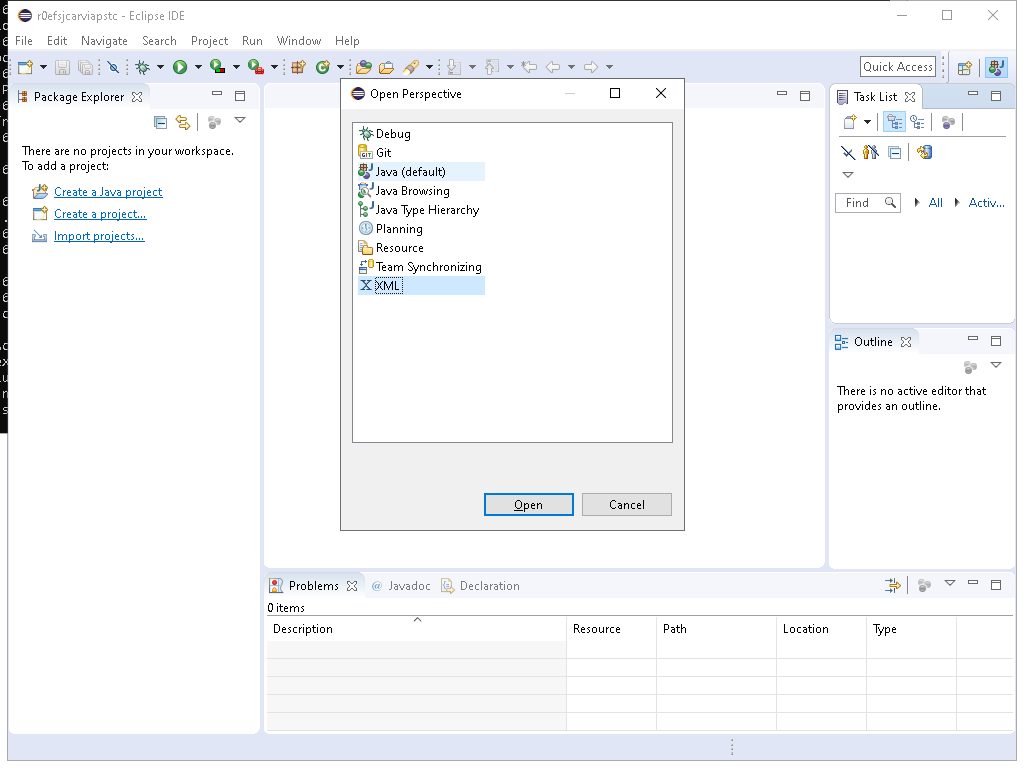 r0efsjcarviapstc - Eclipse IDE
File Edit Navigate Search Project Run Window Help
Quick Access
Package Explorer
There are no projects in your workspace.
To add a project:
Create a Java project
Create a project...
Import projects...
Open Perspective
Debug
Git
Java (default)
Java Browsing
Java Type Hierarchy
Planning
Resource
Team Synchronizing
XML
Open Cancel
Task List
Find All Activ...
Outline
There is no active editor that
provides an outline.
Problems @ Javadoc Declaration
0 items
Description Resource Path Location Type